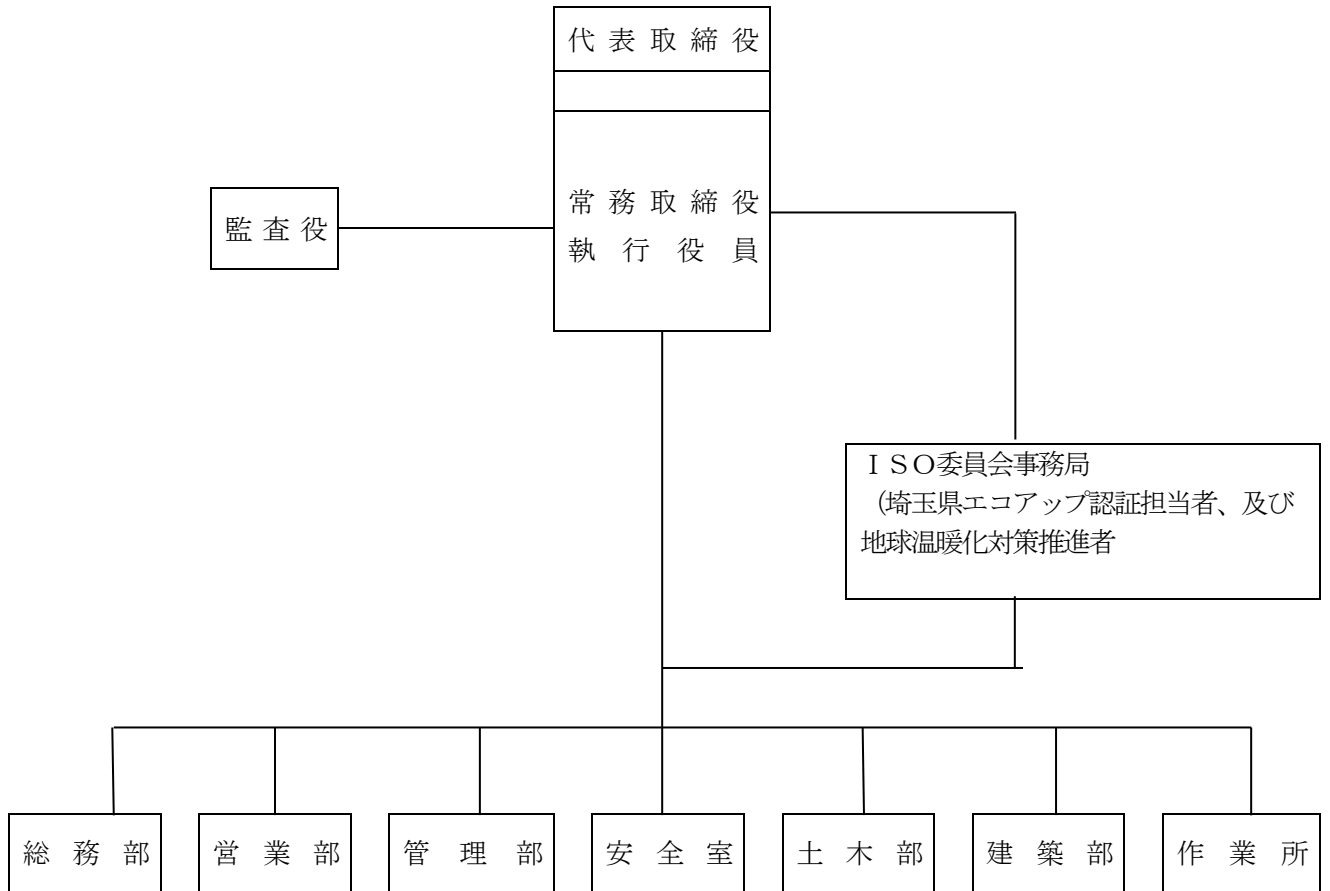 代表取締役
常務取締役
執行役員
監査役
ＩＳＯ委員会事務局
（埼玉県エコアップ認証担当者、及び
地球温暖化対策推進者
総務部
営業部
管理部
安全室
土木部
建築部
作業所